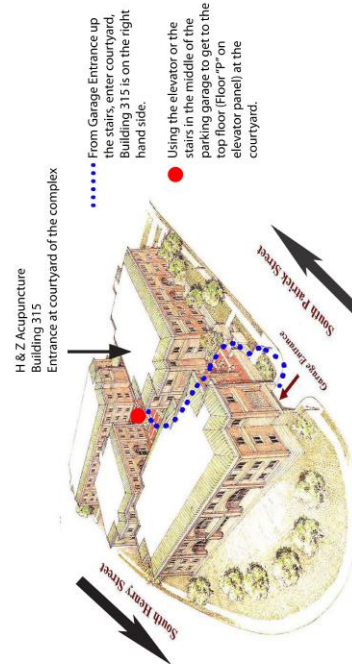 H & Z Acupuncture
Building 315
Entrance at courtyard of the complex
From Garage Entrance up
the stairs, enter courtyard,
Building 315 is on the right
hand side.
Using the elevator or the
stairs in the middle of the
parking garage to get to the
top floor (Floor "P" on
elevator panel) at the
courtyard.
South Henry Street
Garage Entrance
South Patrick Street